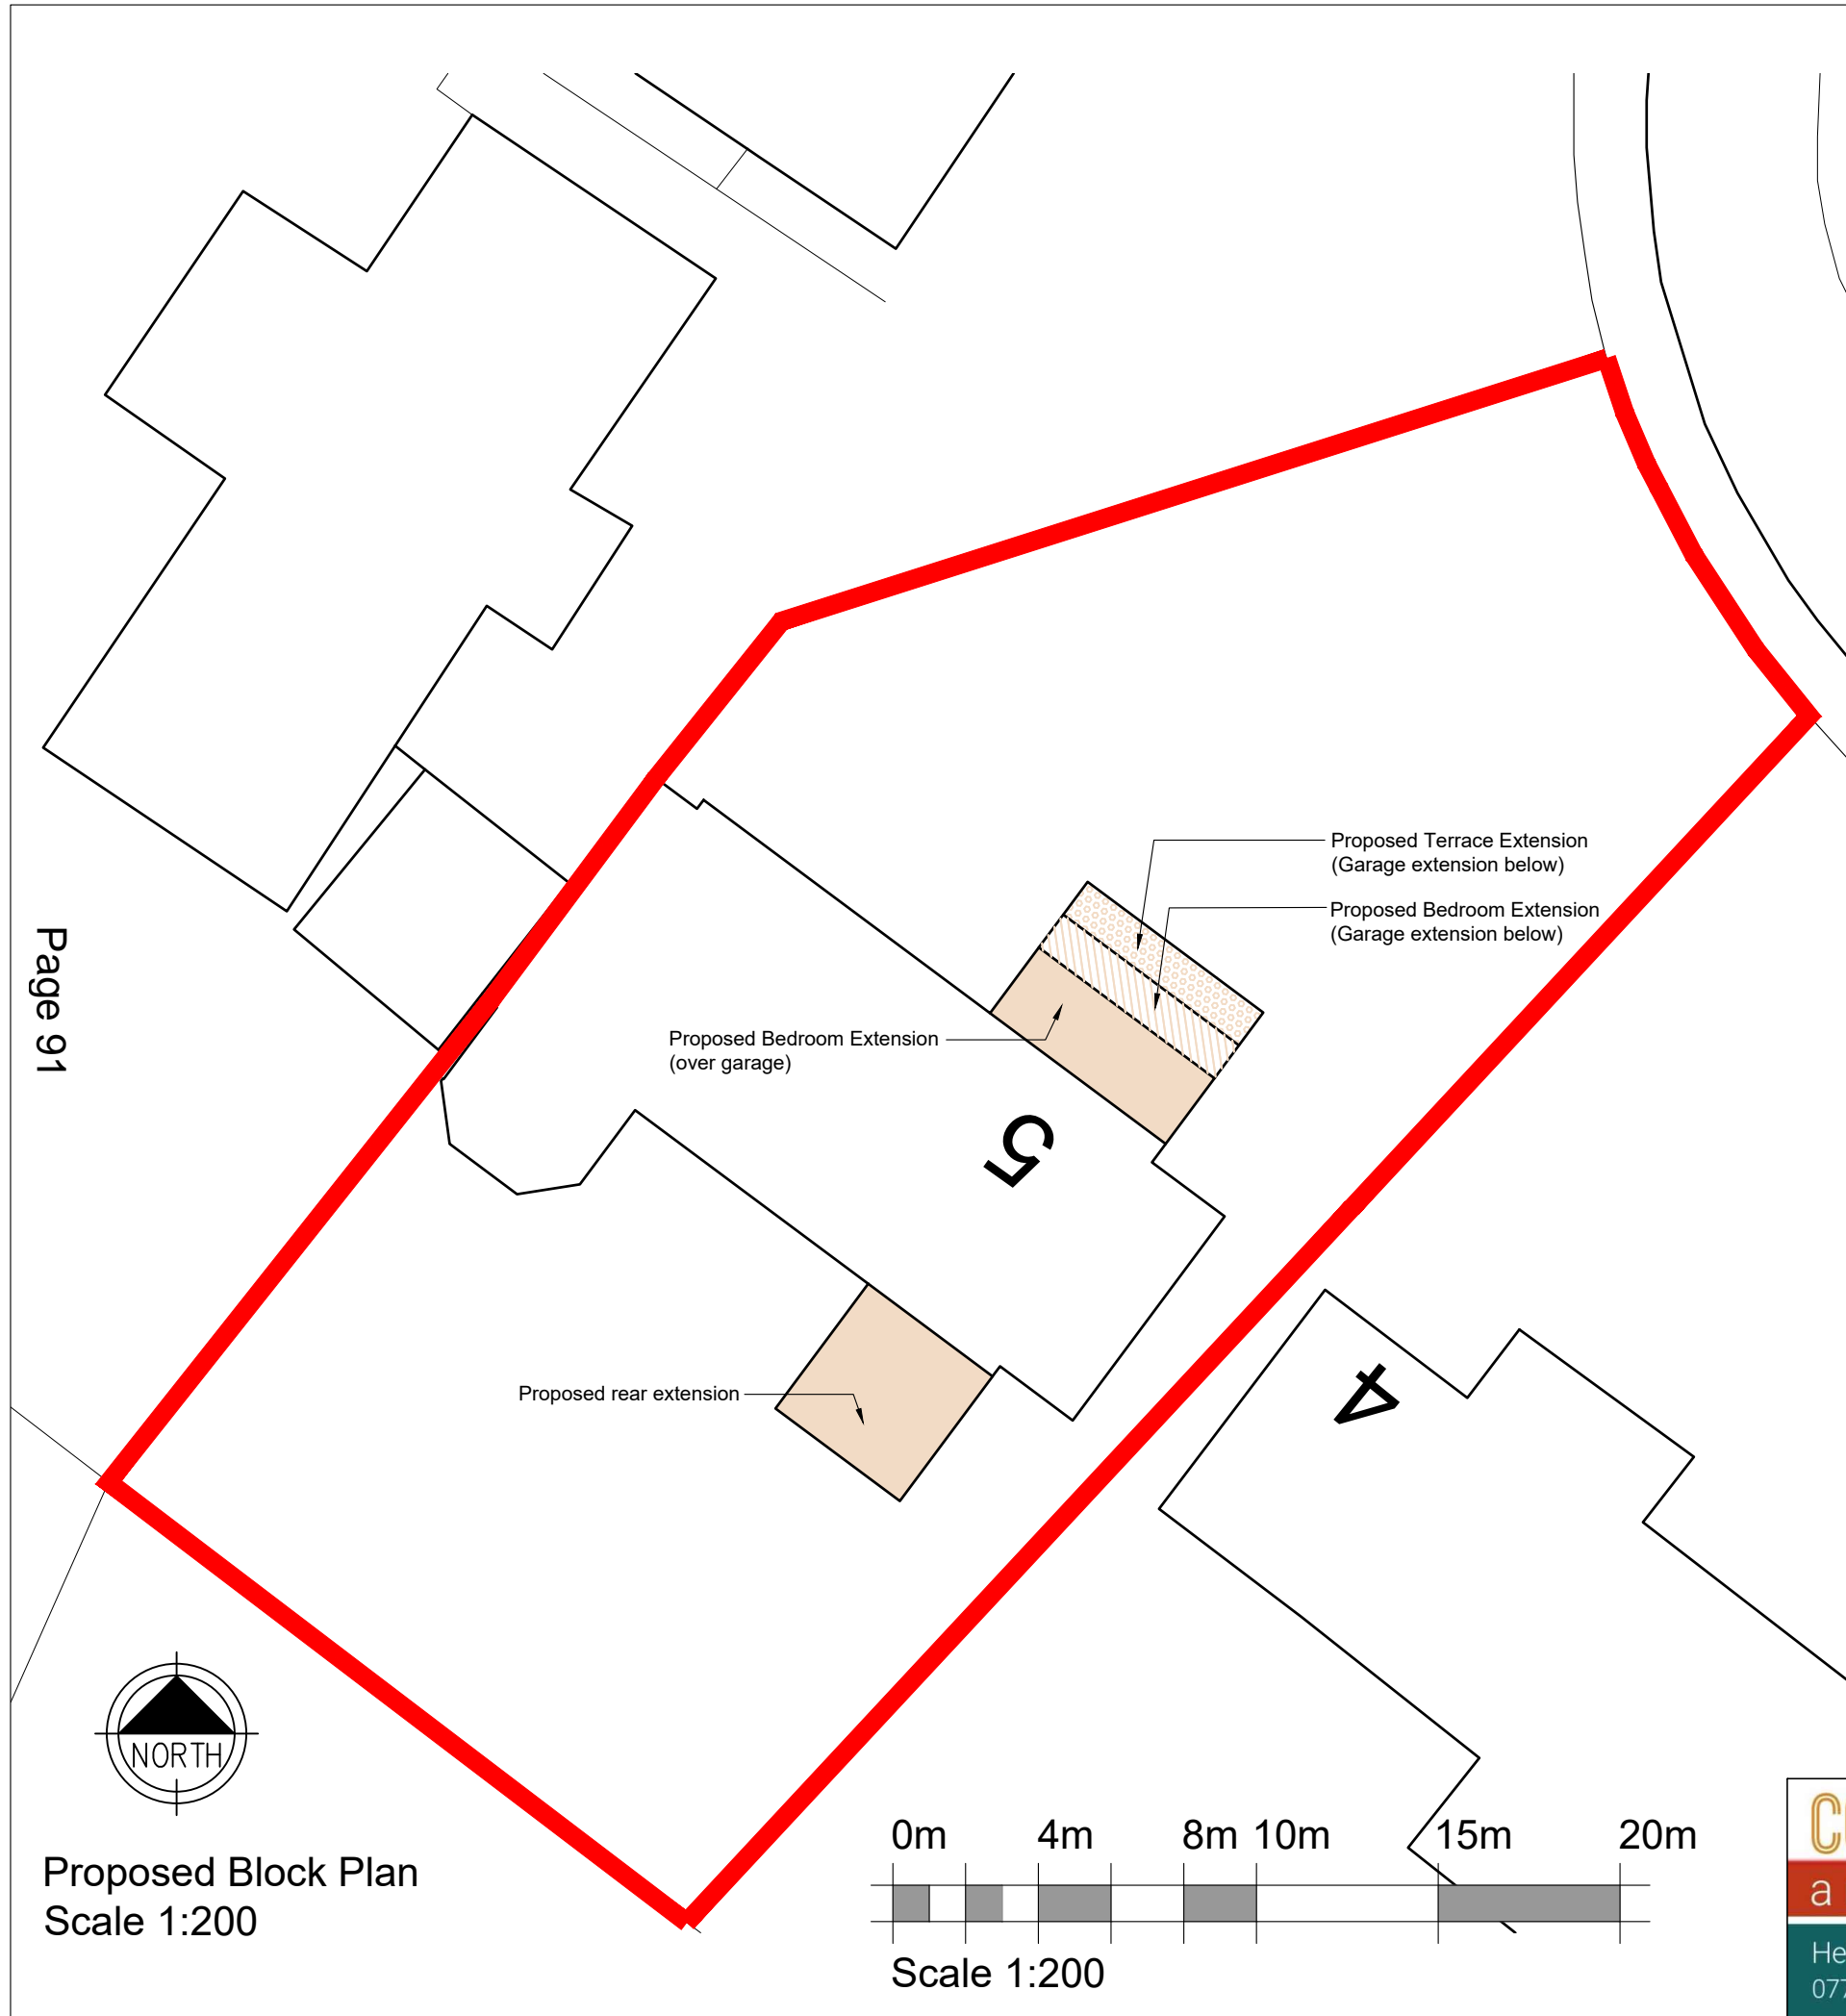 Proposed Terrace Extension
(Garage extension below)
Proposed Bedroom Extension
(Garage extension below)
Page 91
Proposed Bedroom Extension
(over garage)
5
4
Proposed rear extension
NORTH
0m 4m 8m 10m 15m 20m
Proposed Block Plan
Scale 1:200
Scale 1:200
a
077